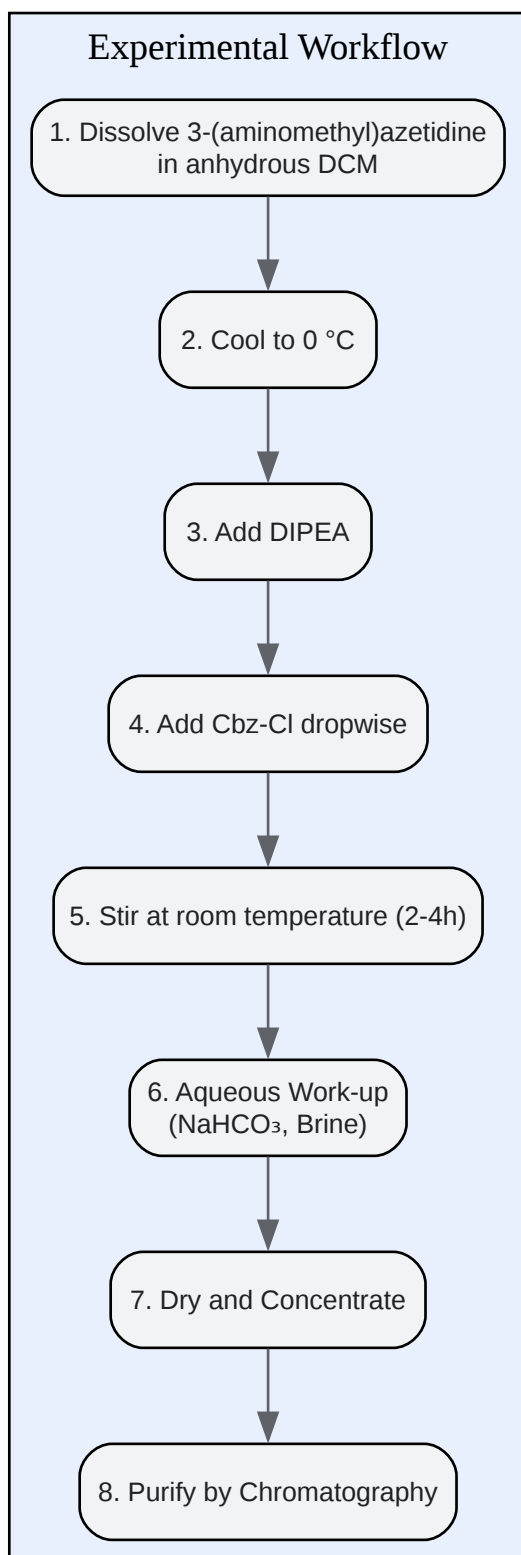 Experimental Workflow
1. Dissolve 3-(aminomethyl)azetidine
in anhydrous DCM
2. Cool to 0 °C
3. Add DIPEA
4. Add Cbz-Cl dropwise
5. Stir at room temperature (2-4h)
6. Aqueous Work-up
(NaHCO₃, Brine)
7. Dry and Concentrate
8. Purify by Chromatography